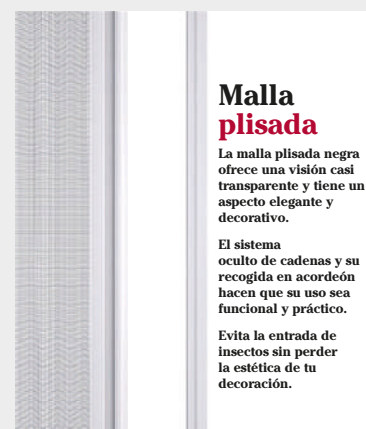 Malla
plisada
La malla plisada negra
ofrece una visión casi
transparente y tiene un
aspecto elegante y
decorativo.
El sistema
oculto de cadenas y su
recogida en acordeón
hacen que su uso sea
funcional y práctico.
Evita la entrada de
insectos sin perder
la estética de tu
decoración.